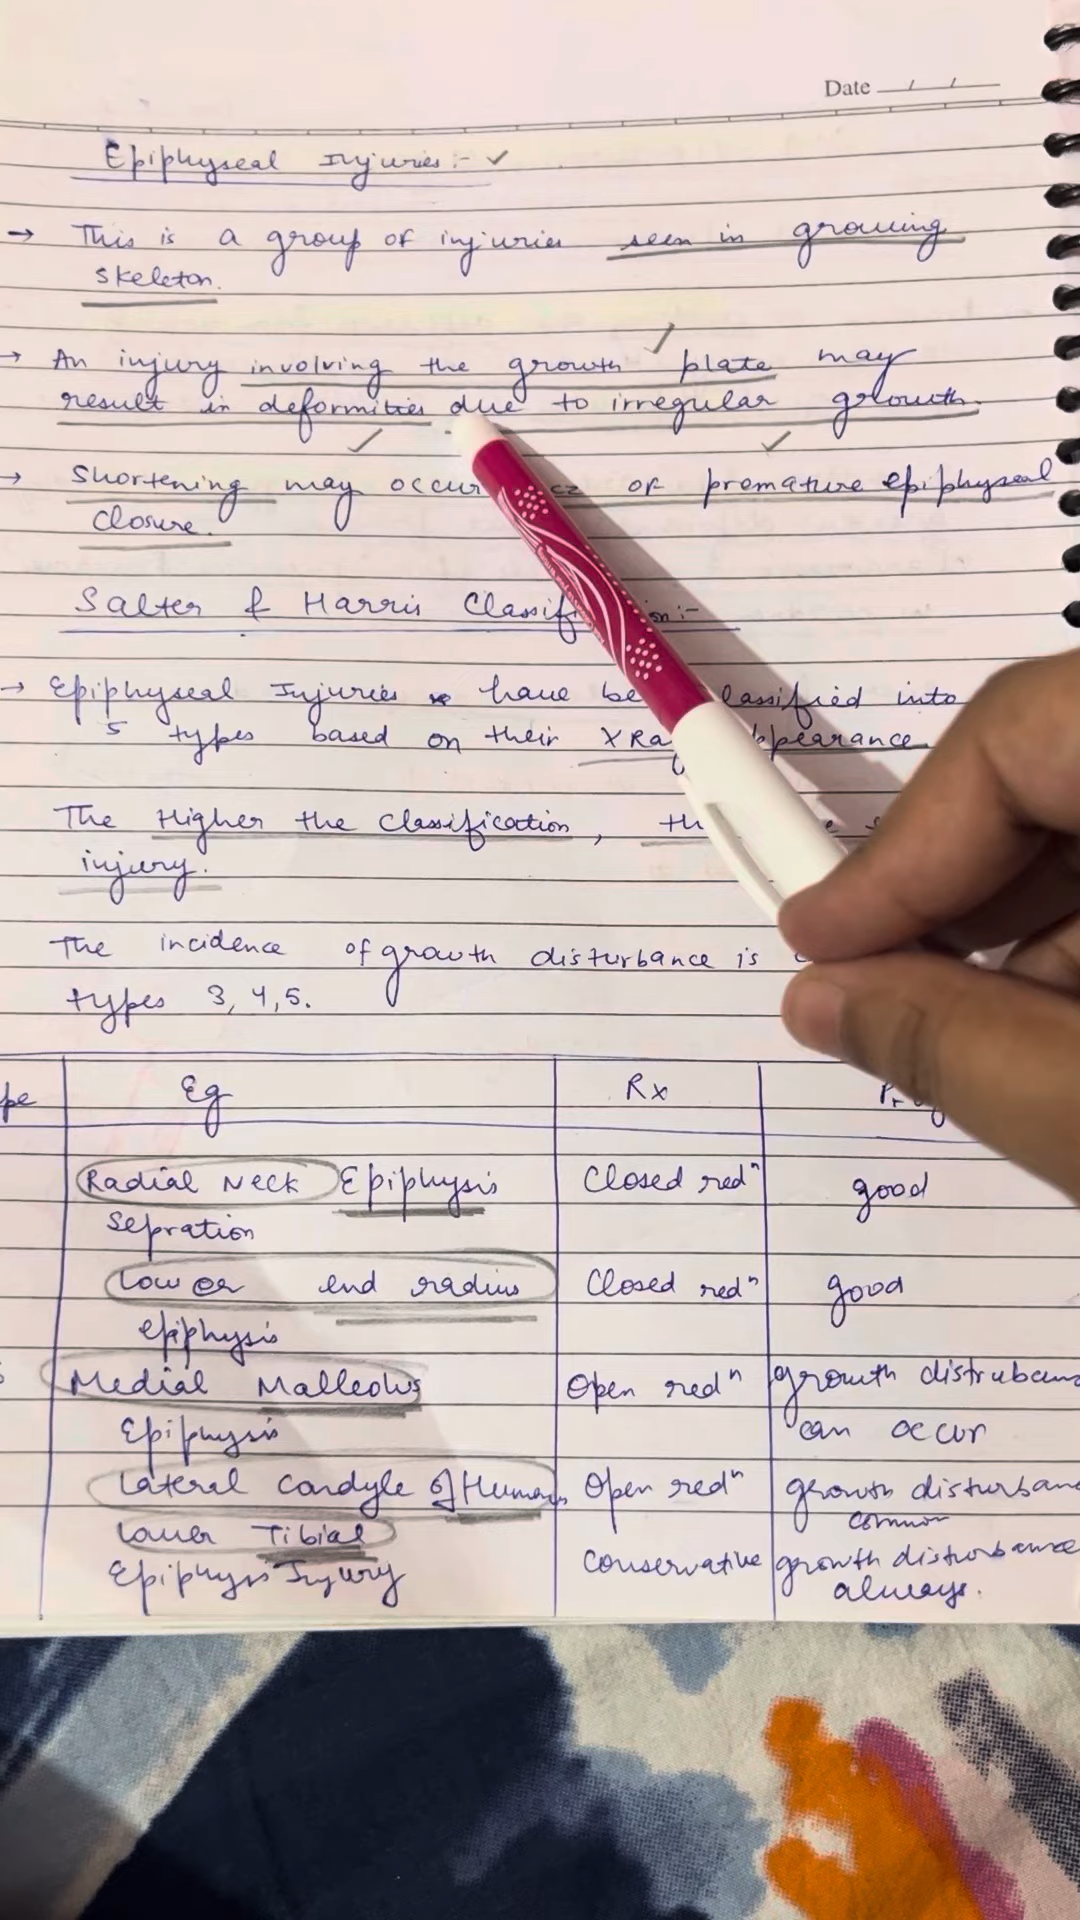 Date
Epiphyseal Injuries:-
→ This is a group of injuries seen in growing
skeleton.
→ An injury involving the growth plate may
result in deformities due to irregular growth.
→ Shortening may occur of premature epiphyseal
closure.
Salter & Harris
→ Epiphyseal Injuries have classified into
5 types based on their XRay appearance.
The Higher the classification,
injury.
The incidence of growth disturbance is
types 3, 4, 5.
Eg Rx
Radial Neck Epiphysis Closed redⁿ good
Sepration
Lower end radius Closed redⁿ good
epiphysis
Medial Malleolus Open redⁿ growth
Epiphysis can occur
Lateral Condyle of Open redⁿ growth
Lower Tibial common
Epiphysis Injury Conservative growth disturbance
always.